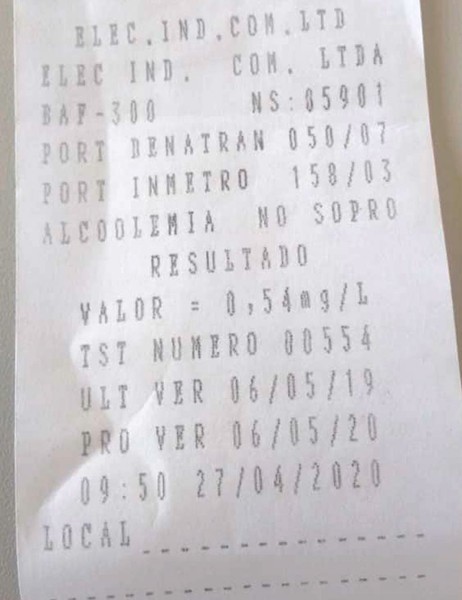 ELEC.IND.COM.LTD
ELEC IND. COM. LTDA
BAF-300 NS:05901
PORT DENATRAN 050/07
PORT INMETRO 158/03
ALCOOLEMIA NO SOPRO
RESULTADO
VALOR = 0,54mg/L
TST NUMERO 00554
ULT VER 06/05/19
PRO VER 06/05/20
09:50 27/04/2020
LOCAL